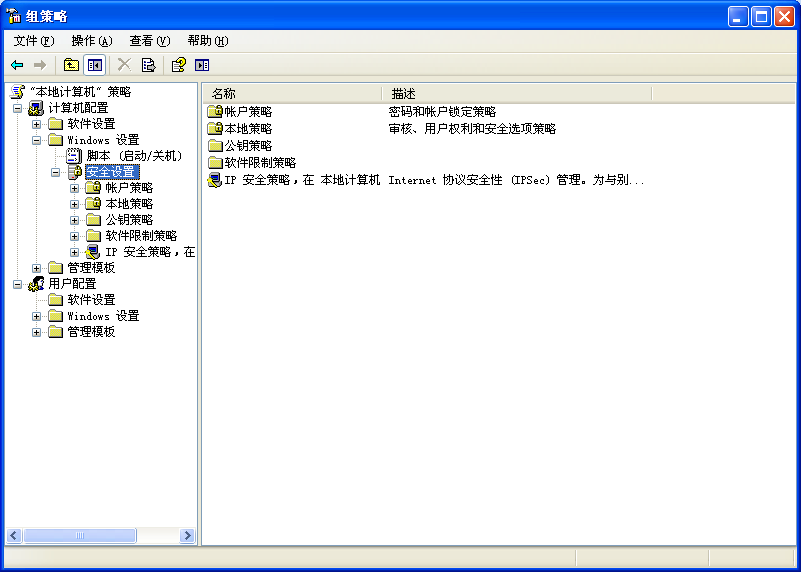 组策略
文件(F) 操作(A) 查看(V) 帮助(H)
"本地计算机" 策略
计算机配置
软件设置
Windows 设置
脚本 (启动/关机)
安全设置
帐户策略
本地策略
公钥策略
软件限制策略
IP 安全策略，在
管理模板
用户配置
软件设置
Windows 设置
管理模板
名称 描述
帐户策略 密码和帐户锁定策略
本地策略 审核、用户权利和安全选项策略
公钥策略
软件限制策略
IP 安全策略，在 本地计算机 Internet 协议安全性 (IPSec) 管理。为与别...